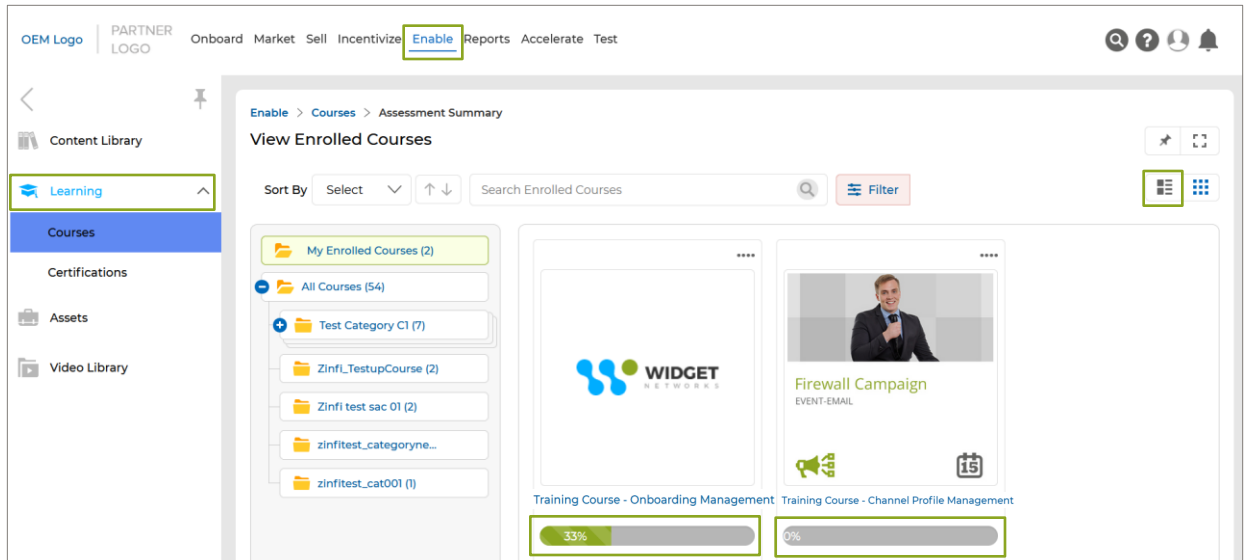 OEM Logo
PARTNER
LOGO
Onboard Market Sell Incentivize Enable Reports Accelerate Test
Content Library
Learning
Courses
Certifications
Assets
Video Library
Enable > Courses > Assessment Summary
View Enrolled Courses
Sort By Select Search Enrolled Courses Filter
My Enrolled Courses (2)
All Courses (54)
Test Category C1 (7)
Zinfi_TestupCourse (2)
Zinfi test sac 01 (2)
zinfitest_categoryne...
zinfitest_cat001 (1)
WIDGET
NETWORKS
Training Course - Onboarding Management
33%
Firewall Campaign
EVENT-EMAIL
15
Training Course - Channel Profile Management
0%